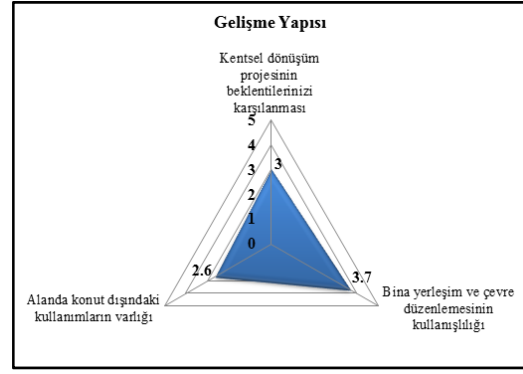 Gelişme Yapısı
Kentsel dönüşüm
projesinin
beklentilerinizi
karşılanması
5
4
3
3
2
1
0
2.6
3.7
Alanda konut dışındaki
kullanımların varlığı
Bina yerleşim ve çevre
düzenlemesinin
kullanışlılığı